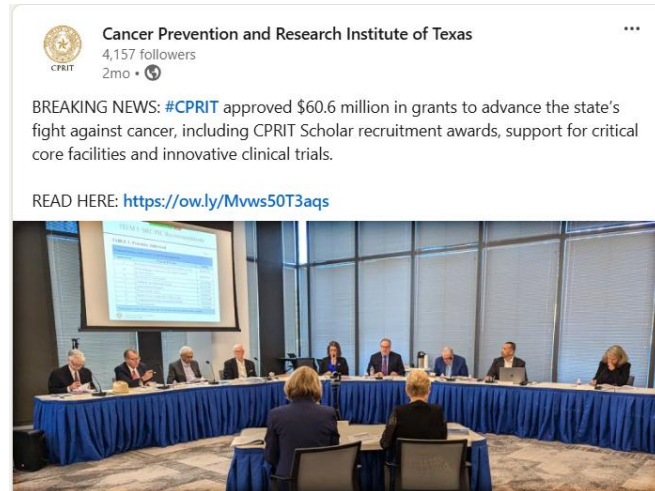 Cancer Prevention and Research Institute of Texas
4,157 followers
2mo •
CPRIT
BREAKING NEWS: #CPRIT approved $60.6 million in grants to advance the state's
fight against cancer, including CPRIT Scholar recruitment awards, support for critical
core facilities and innovative clinical trials.
READ HERE: https://ow.ly/Mvws50T3aqs